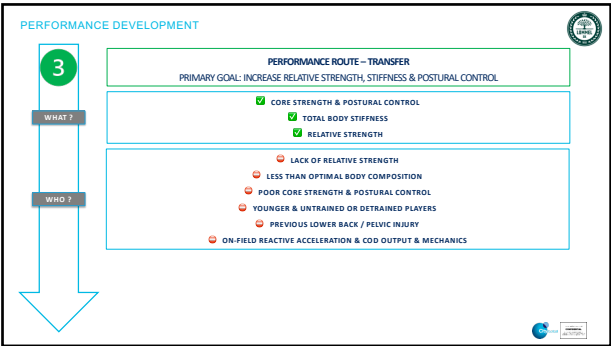 PERFORMANCE DEVELOPMENT
LOMMEL
3
PERFORMANCE ROUTE – TRANSFER
PRIMARY GOAL: INCREASE RELATIVE STRENGTH, STIFFNESS & POSTURAL CONTROL
WHAT ?
CORE STRENGTH & POSTURAL CONTROL
TOTAL BODY STIFFNESS
RELATIVE STRENGTH
WHO ?
LACK OF RELATIVE STRENGTH
LESS THAN OPTIMAL BODY COMPOSITION
POOR CORE STRENGTH & POSTURAL CONTROL
YOUNGER & UNTRAINED OR DETRAINED PLAYERS
PREVIOUS LOWER BACK / PELVIC INJURY
ON-FIELD REACTIVE ACCELERATION & COD OUTPUT & MECHANICS